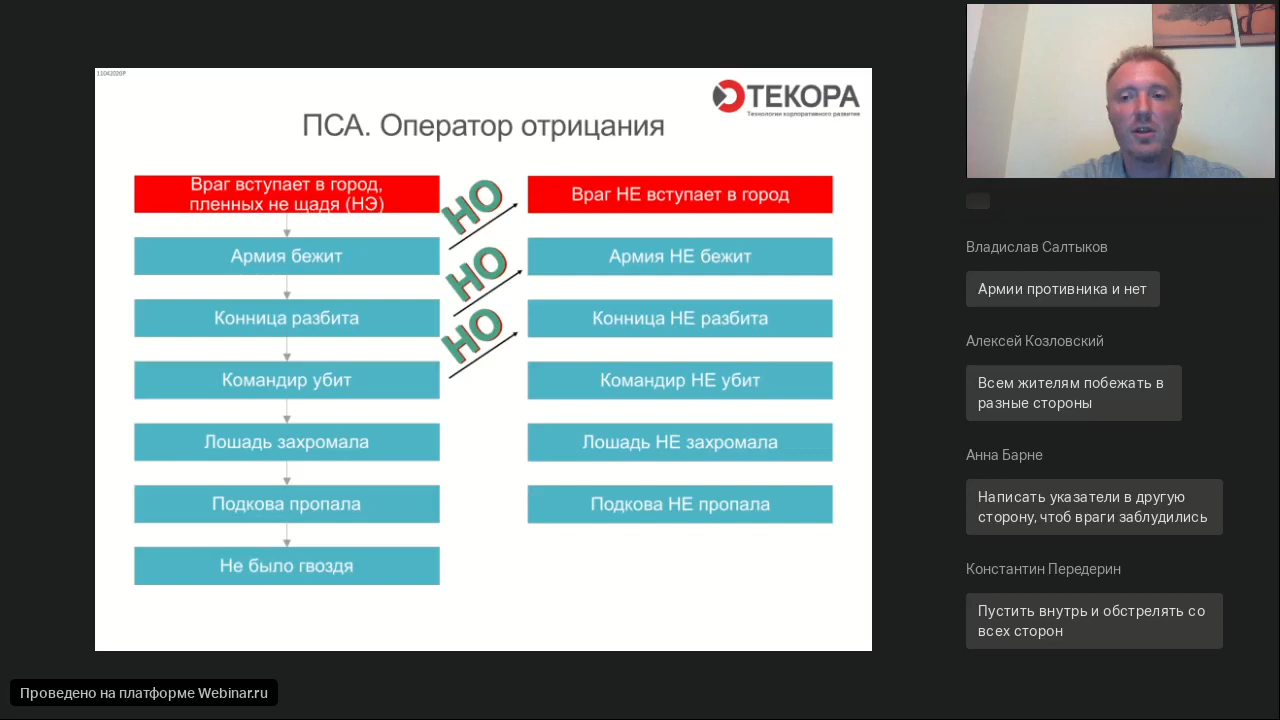 11042020P
ТЕКОРА
Технологии корпоративного развития
ПСА. Оператор отрицания
Враг вступает в город,
пленных не щадя (НЭ)
Армия бежит
Конница разбита
Командир убит
Лошадь захромала
Подкова пропала
Не было гвоздя
НО
НО
НО
Враг НЕ вступает в город
Армия НЕ бежит
Конница НЕ разбита
Командир НЕ убит
Лошадь НЕ захромала
Подкова НЕ пропала
Владислав Салтыков
Армии противника и нет
Алексей Козловский
Всем жителям побежать в
разные стороны
Анна Барне
Написать указатели в другую
сторону, чтоб враги заблудились
Константин Передерин
Пустить внутрь и обстрелять со
всех сторон
Проведено на платформе Webinar.ru